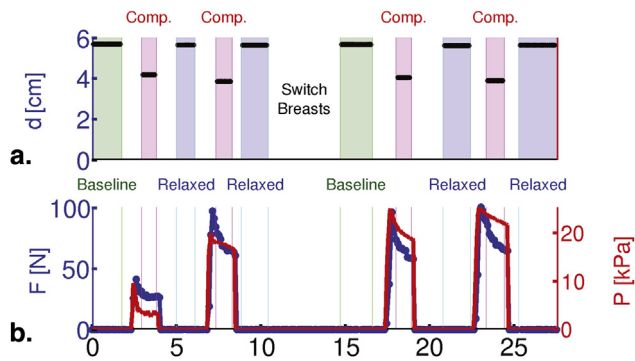 Comp. Comp. Comp. Comp.
6
4
2
0
d [cm]
Switch
Breasts
a.
Baseline Relaxed Relaxed Baseline Relaxed Relaxed
100
50
0
F [N]
20
10
0
P [kPa]
b.
0 5 10 15 20 25